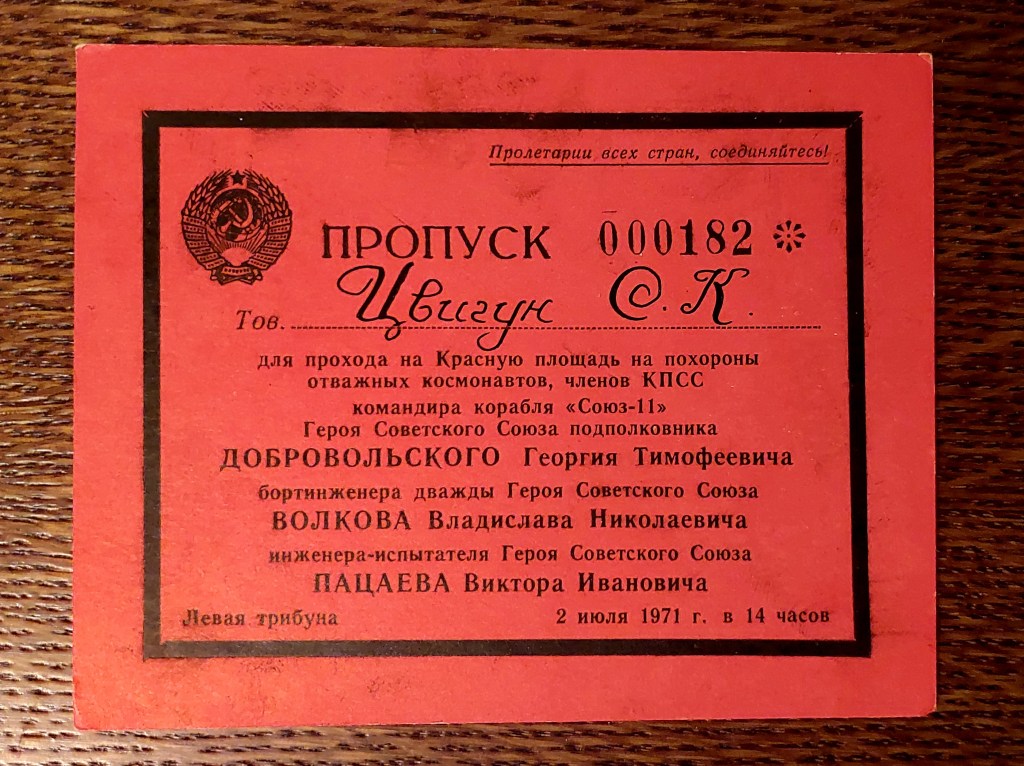 Пролетарии всех стран, соединяйтесь!
ПРОПУСК 000182
Тов. Цвигун С. К.
для прохода на Красную площадь на похороны
отважных космонавтов, членов КПСС
командира корабля «Союз-11»
Героя Советского Союза подполковника
ДОБРОВОЛЬСКОГО Георгия Тимофеевича
бортинженера дважды Героя Советского Союза
ВОЛКОВА Владислава Николаевича
инженера-испытателя Героя Советского Союза
ПАЦАЕВА Виктора Ивановича
Левая трибуна 2 июля 1971 г. в 14 часов